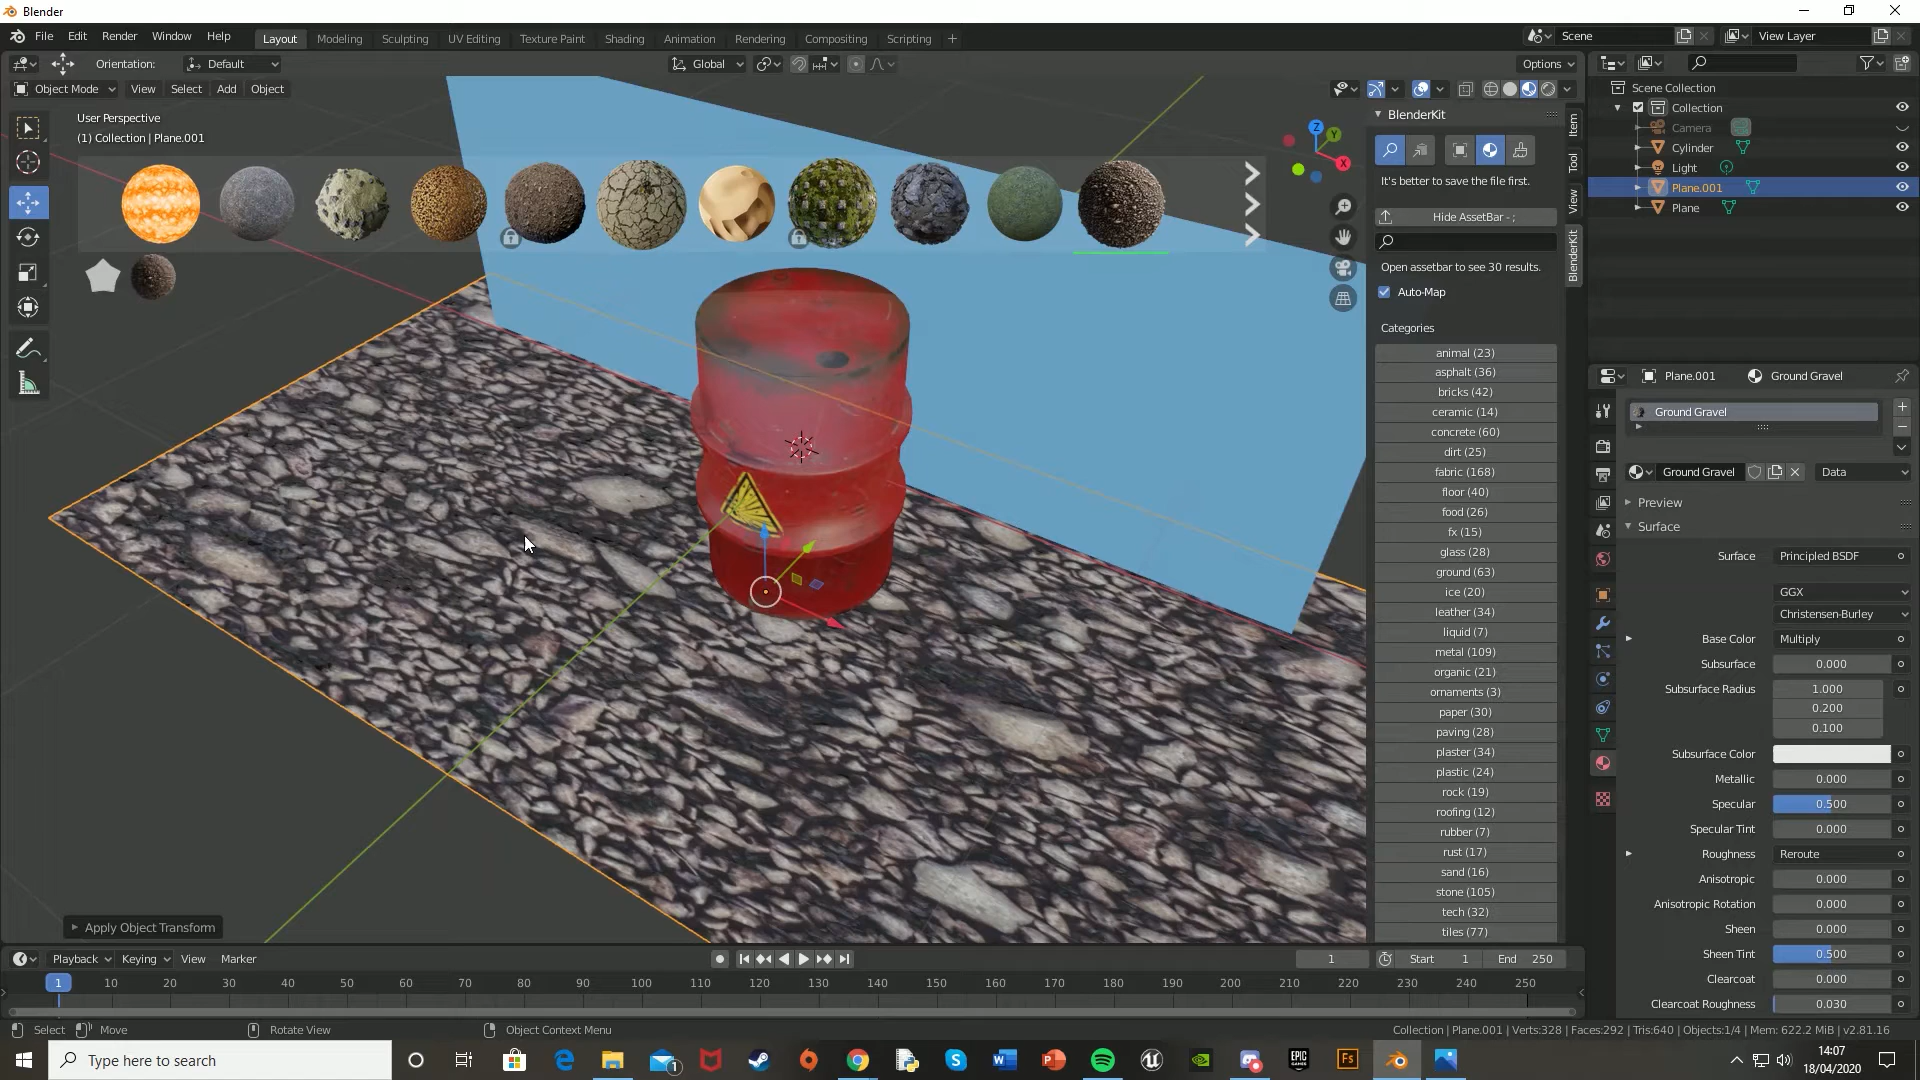 Blender
File Edit Render Window Help Layout Modeling Sculpting UV Editing Texture Paint Shading Animation Rendering Compositing Scripting + Scene View Layer
Orientation: Default Global Options
Object Mode View Select Add Object
User Perspective
(1) Collection | Plane.001
BlenderKit
It's better to save the file first.
Hide AssetBar - ;
Open assetbar to see 30 results.
Auto-Map
Categories
animal (23)
asphalt (36)
bricks (42)
ceramic (14)
concrete (60)
dirt (25)
fabric (168)
floor (40)
food (26)
fx (15)
glass (28)
ground (63)
ice (20)
leather (34)
liquid (7)
metal (109)
organic (21)
ornaments (3)
paper (30)
paving (28)
plaster (34)
plastic (24)
rock (19)
roofing (12)
rubber (7)
rust (17)
sand (16)
stone (105)
tech (32)
tiles (77)
Item
Tool
View
BlenderKit
Z
Y
X
Scene Collection
Collection
Camera
Cylinder
Light
Plane.001
Plane
Plane.001 Ground Gravel
Ground Gravel
Ground Gravel Data
Preview
Surface
Surface Principled BSDF
GGX
Christensen-Burley
Base Color Multiply
Subsurface 0.000
Subsurface Radius 1.000
0.200
0.100
Subsurface Color
Metallic 0.000
Specular 0.500
Specular Tint 0.000
Roughness Reroute
Anisotropic 0.000
Anisotropic Rotation 0.000
Sheen 0.000
Sheen Tint 0.500
Clearcoat 0.000
Clearcoat Roughness 0.030
Apply Object Transform
Playback Keying View Marker 1 Start 1 End 250
1 10 20 30 40 50 60 70 80 90 100 110 120 130 140 150 160 170 180 190 200 210 220 230 240 250
Select Move Rotate View Object Context Menu Collection | Plane.001 | Verts:328 | Faces:292 | Tris:640 | Objects:1/4 | Mem: 622.2 MiB | v2.81.16
Type here to search
1
Fs
EPIC GAMES
14:07
18/04/2020